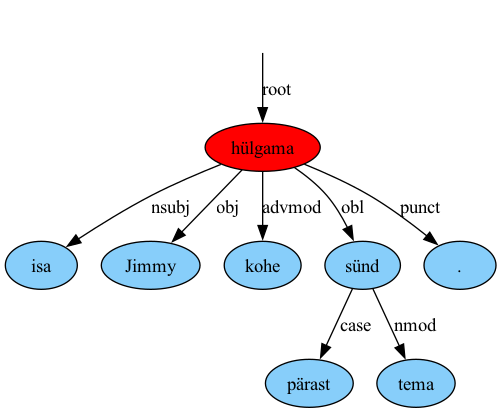 root
hülgama
nsubj obj advmod obl punct
isa Jimmy kohe sünd .
case nmod
pärast tema